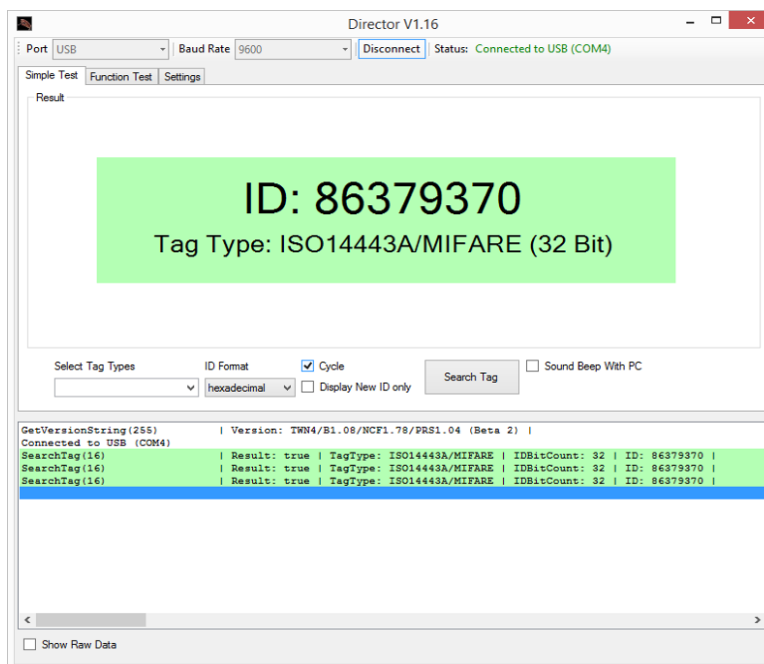 Director V1.16
Port USB Baud Rate 9600 Disconnect Status: Connected to USB (COM4)
Simple Test Function Test Settings
Result
ID: 86379370
Tag Type: ISO14443A/MIFARE (32 Bit)
Select Tag Types ID Format Cycle Sound Beep With PC
hexadecimal Display New ID only Search Tag
GetVersionString(255) | Version: TWN4/B1.08/NCF1.78/PRS1.04 (Beta 2) |
Connected to USB (COM4)
SearchTag(16) | Result: true | TagType: ISO14443A/MIFARE | IDBitCount: 32 | ID: 86379370 |
SearchTag(16) | Result: true | TagType: ISO14443A/MIFARE | IDBitCount: 32 | ID: 86379370 |
SearchTag(16) | Result: true | TagType: ISO14443A/MIFARE | IDBitCount: 32 | ID: 86379370 |
Show Raw Data